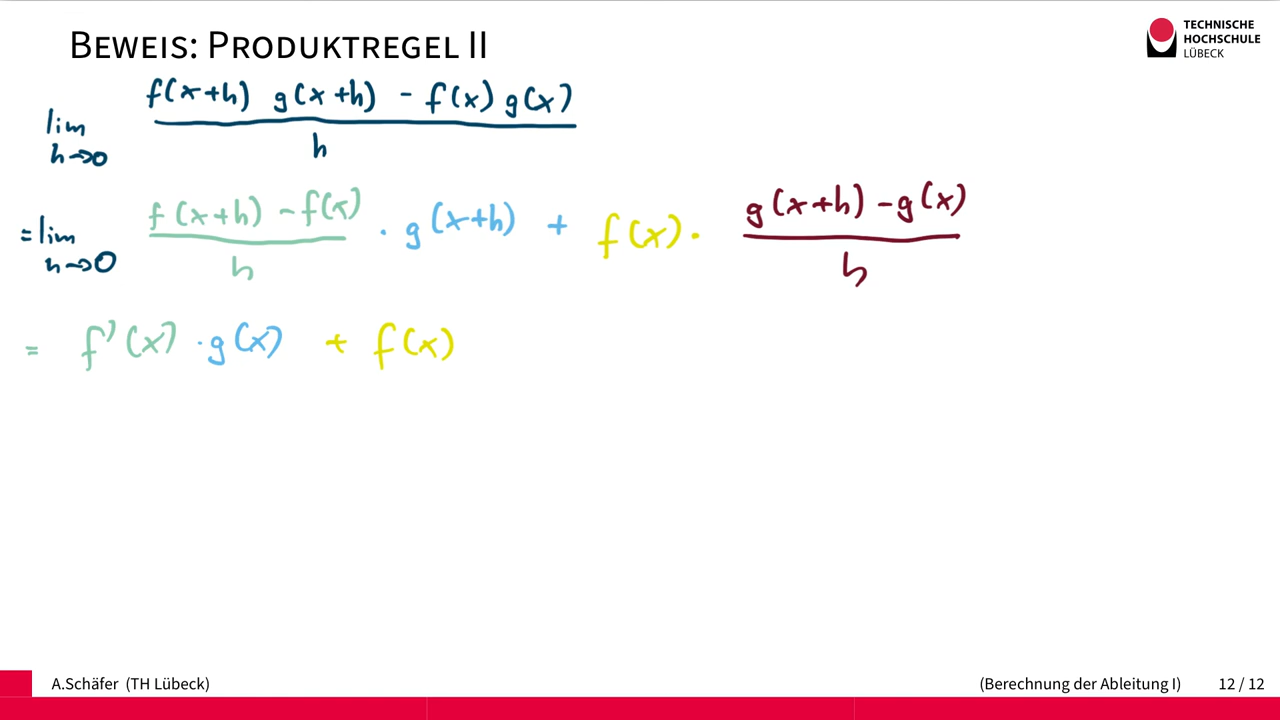 BEWEIS: PRODUKTREGEL II
TECHNISCHE
HOCHSCHULE
LÜBECK
lim h→0 f(x+h) g(x+h) - f(x) g(x) / h
= lim h→0 f(x+h) - f(x) / h · g(x+h) + f(x) · g(x+h) - g(x) / h
= f'(x) · g(x) + f(x)
A.Schäfer (TH Lübeck) (Berechnung der Ableitung I) 12 / 12